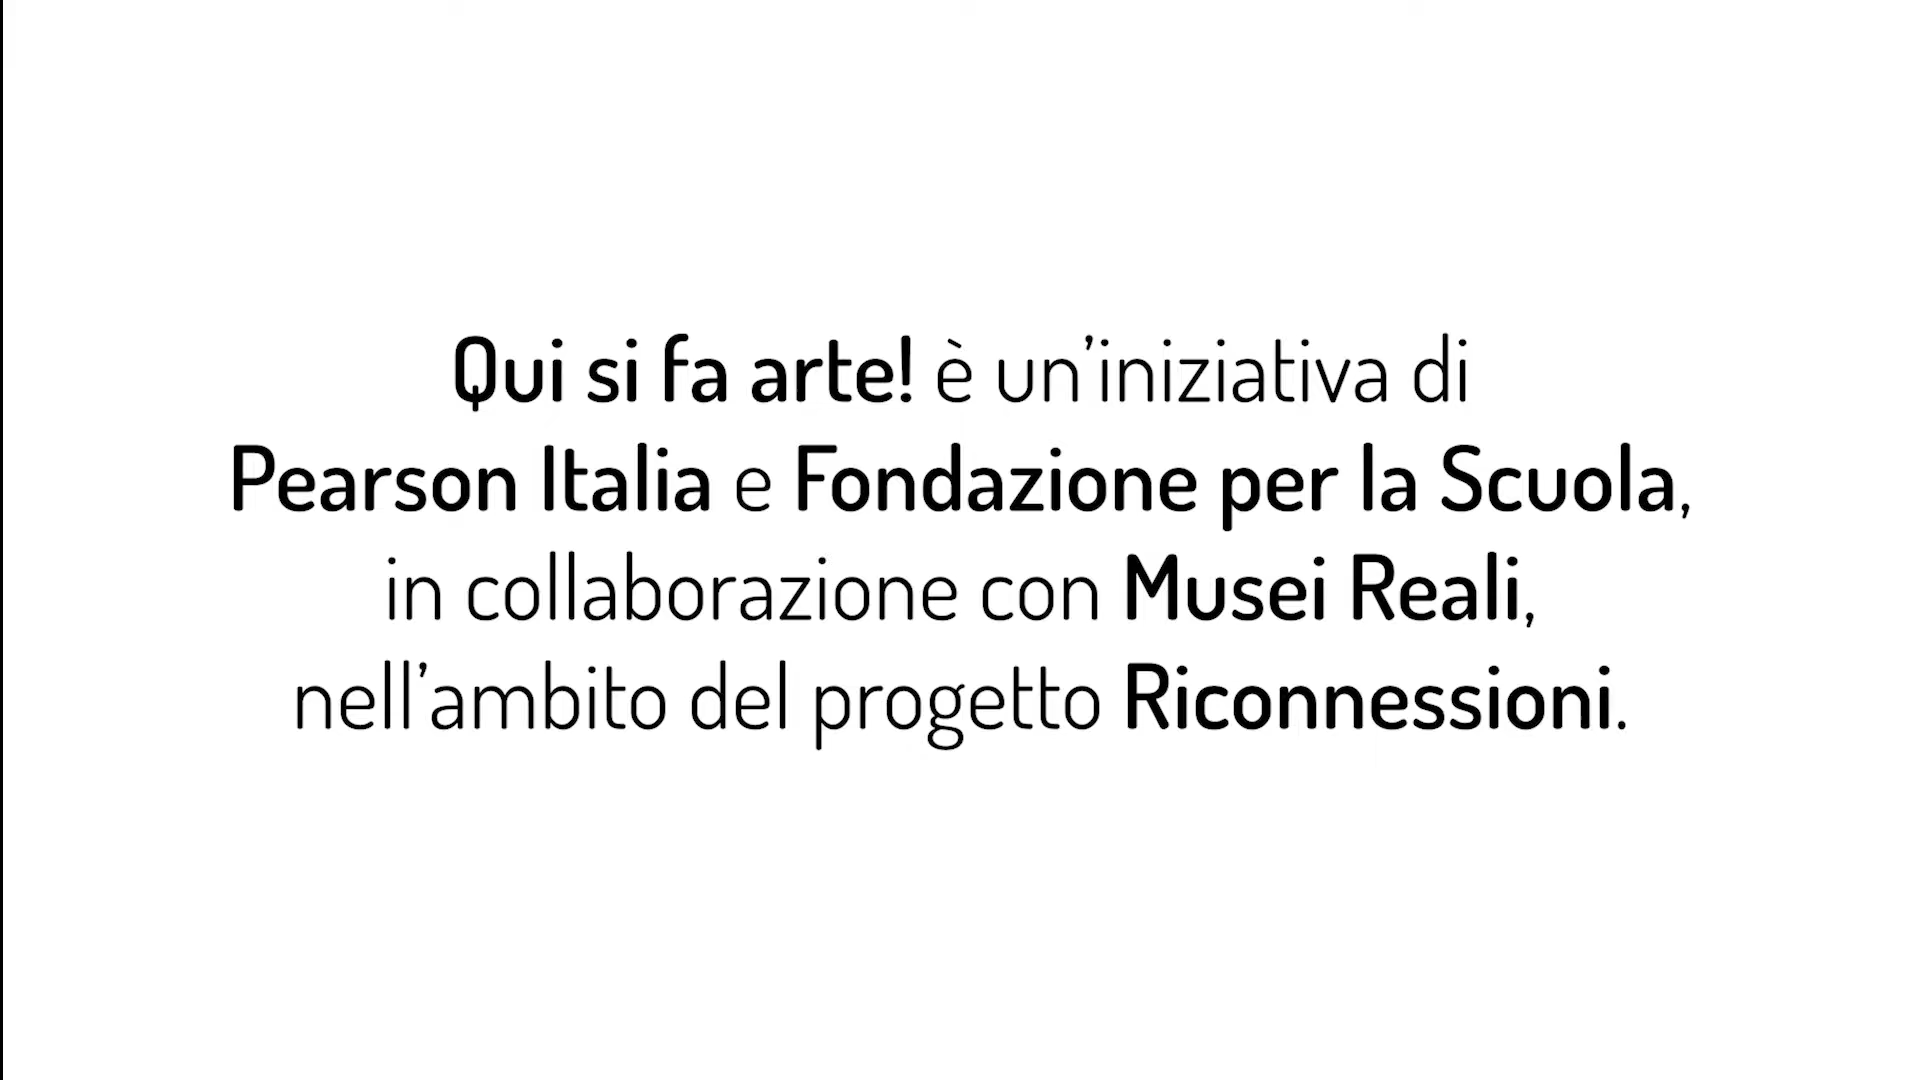 Qui si fa arte! è un’iniziativa di
Pearson Italia e Fondazione per la Scuola,
in collaborazione con Musei Reali,
nell’ambito del progetto Riconnessioni.